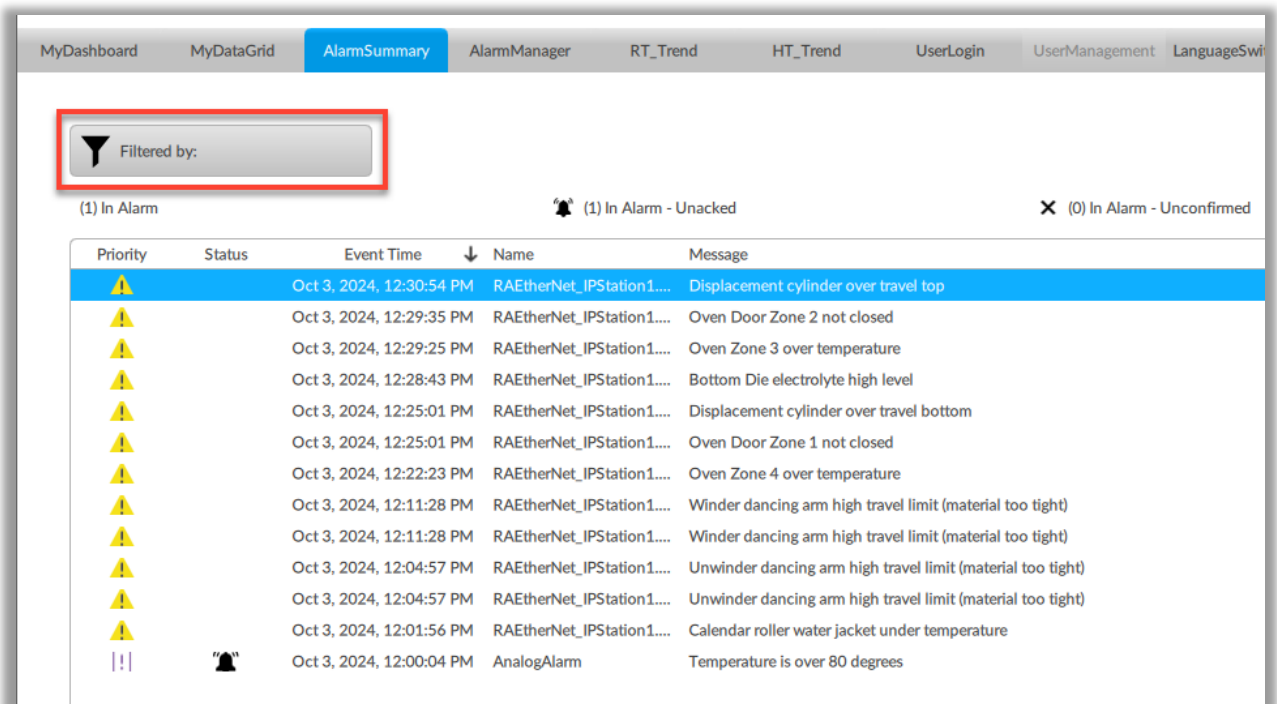 MyDashboard MyDataGrid AlarmSummary AlarmManager RT_Trend HT_Trend UserLogin UserManagement LanguageSwi
Filtered by:
(1) In Alarm (1) In Alarm - Unacked (0) In Alarm - Unconfirmed
Priority Status Event Time Name Message
Oct 3, 2024, 12:30:54 PM RAEtherNet_IPStation1.... Displacement cylinder over travel top
Oct 3, 2024, 12:29:35 PM RAEtherNet_IPStation1.... Oven Door Zone 2 not closed
Oct 3, 2024, 12:29:25 PM RAEtherNet_IPStation1.... Oven Zone 3 over temperature
Oct 3, 2024, 12:28:43 PM RAEtherNet_IPStation1.... Bottom Die electrolyte high level
Oct 3, 2024, 12:25:01 PM RAEtherNet_IPStation1.... Displacement cylinder over travel bottom
Oct 3, 2024, 12:25:01 PM RAEtherNet_IPStation1.... Oven Door Zone 1 not closed
Oct 3, 2024, 12:22:23 PM RAEtherNet_IPStation1.... Oven Zone 4 over temperature
Oct 3, 2024, 12:11:28 PM RAEtherNet_IPStation1.... Winder dancing arm high travel limit (material too tight)
Oct 3, 2024, 12:11:28 PM RAEtherNet_IPStation1.... Winder dancing arm high travel limit (material too tight)
Oct 3, 2024, 12:04:57 PM RAEtherNet_IPStation1.... Unwinder dancing arm high travel limit (material too tight)
Oct 3, 2024, 12:04:57 PM RAEtherNet_IPStation1.... Unwinder dancing arm high travel limit (material too tight)
Oct 3, 2024, 12:01:56 PM RAEtherNet_IPStation1.... Calendar roller water jacket under temperature
Oct 3, 2024, 12:00:04 PM AnalogAlarm Temperature is over 80 degrees